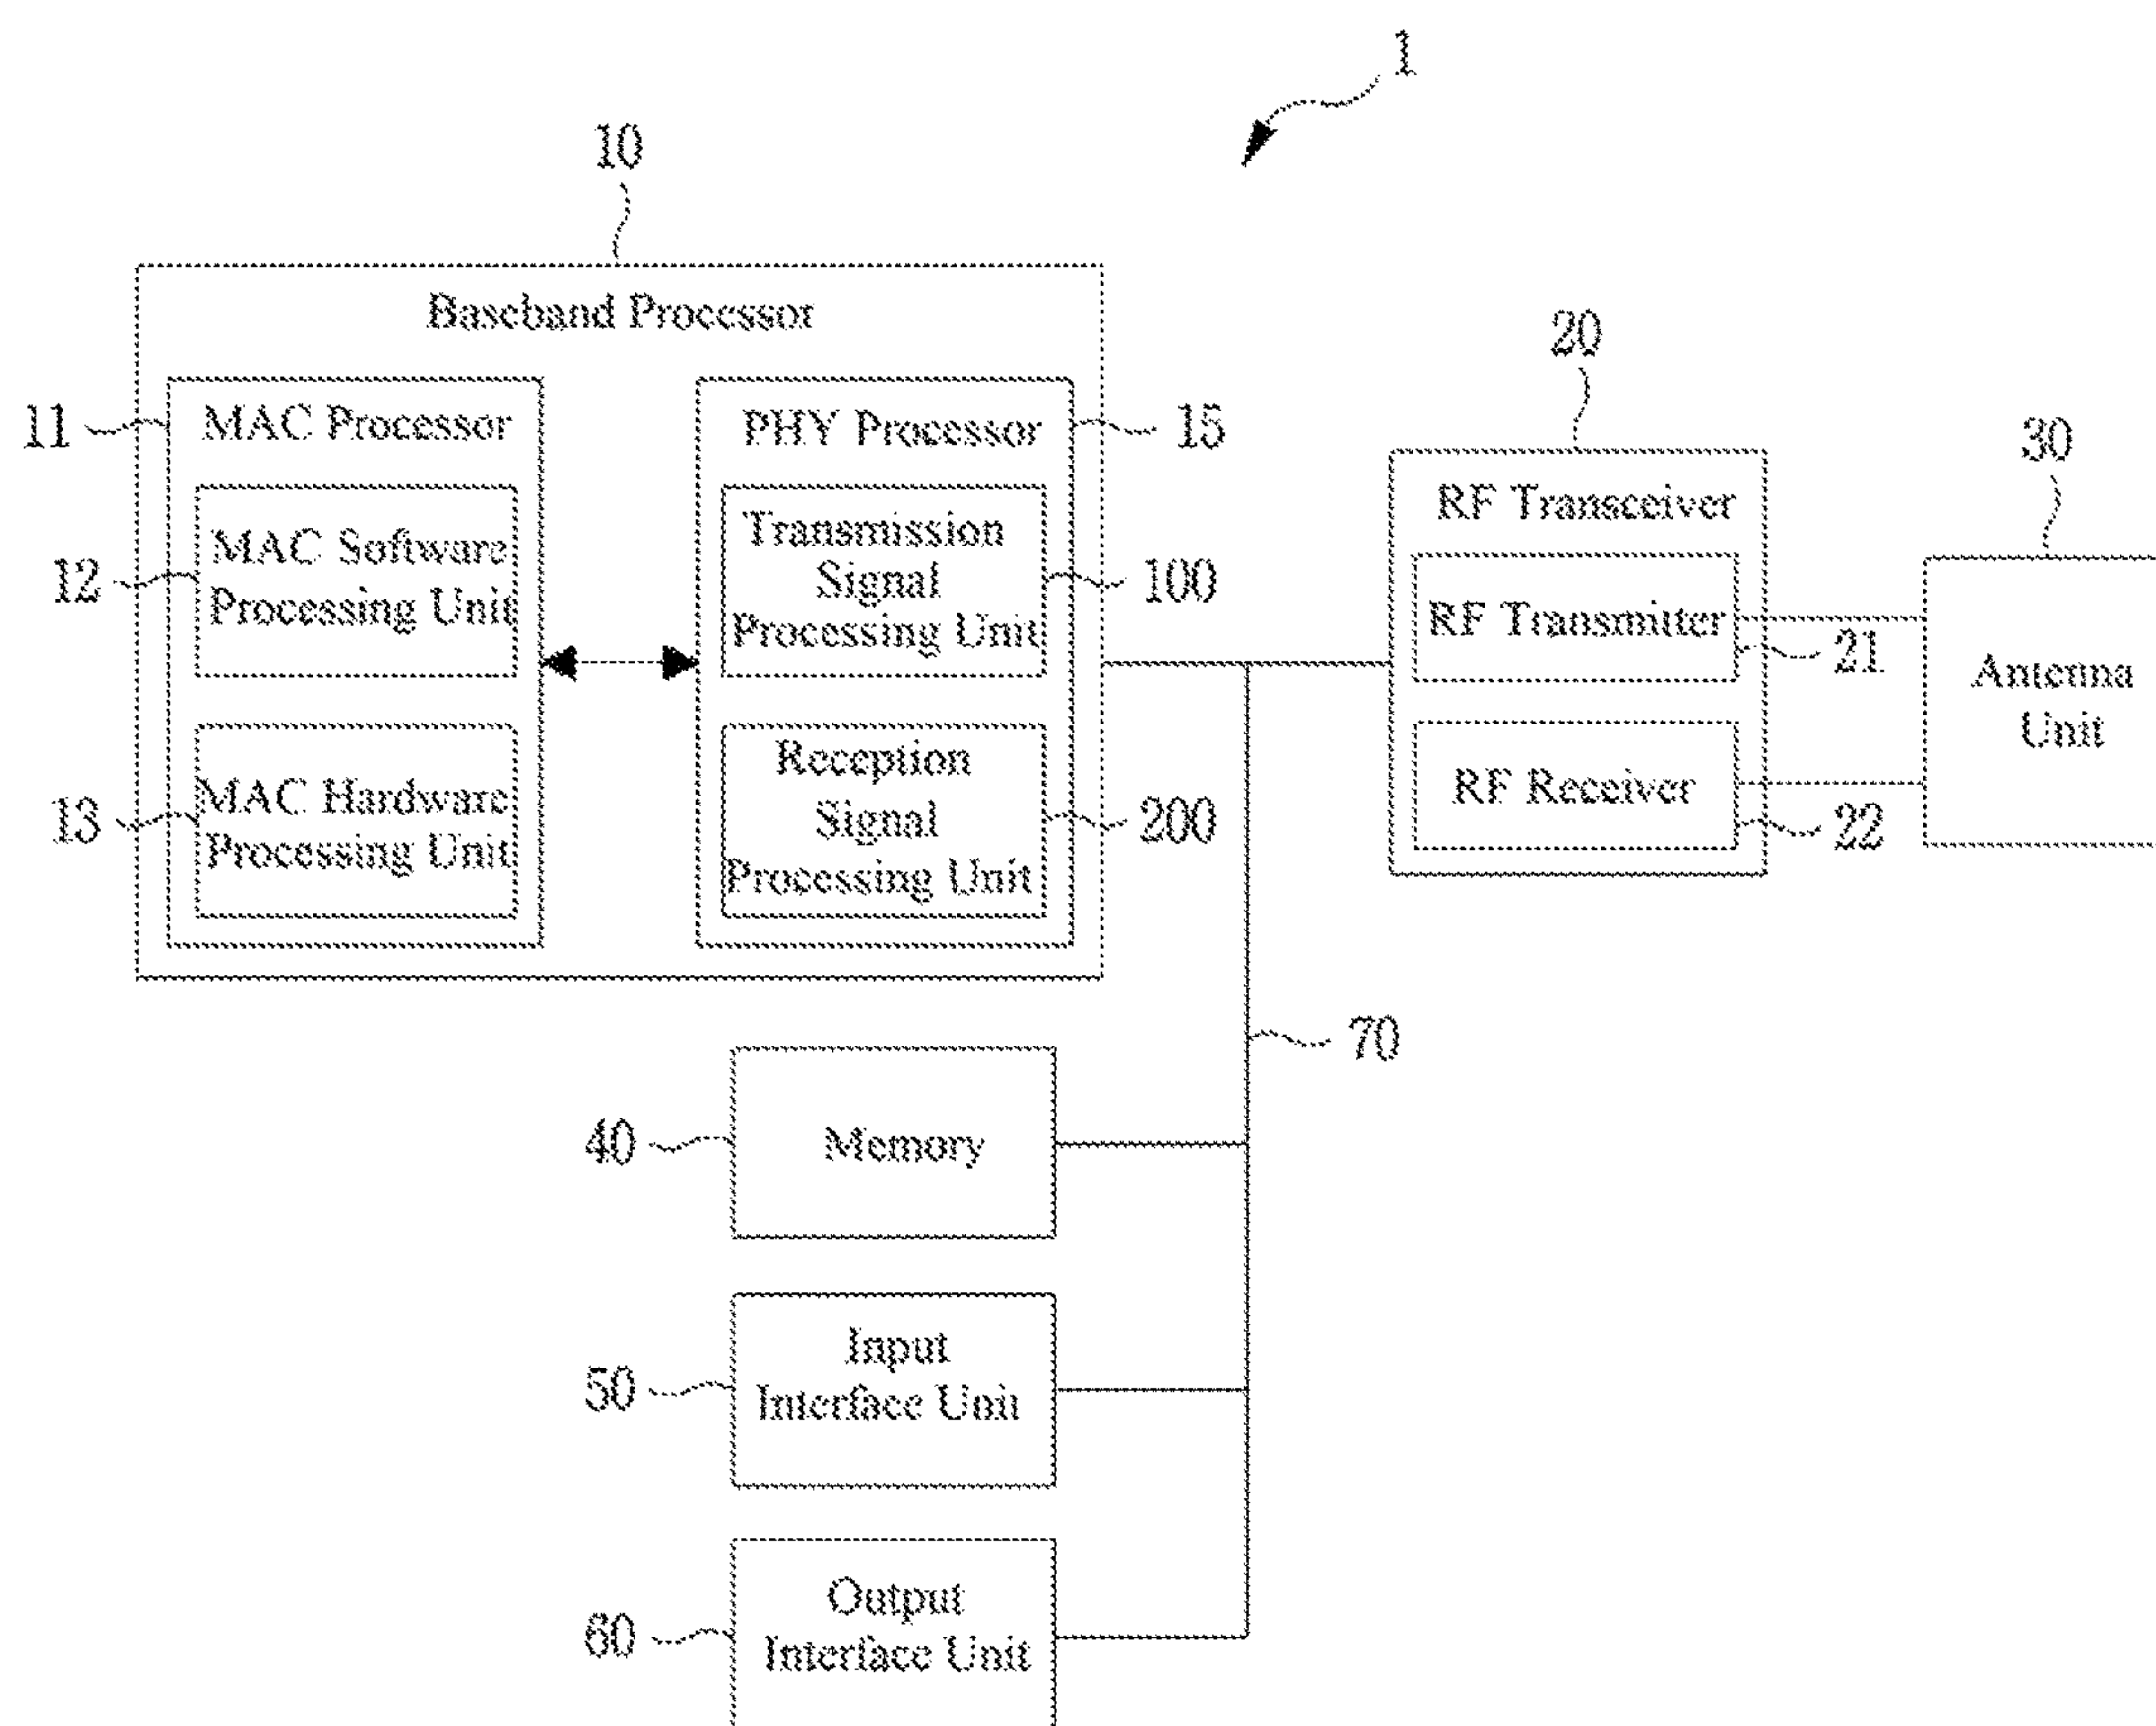 1
10
Baseband Processor
20
11
MAC Processor
PHY Processor
15
30
RF Transceiver
12
MAC Software
Processing Unit
Transmission
Signal
Processing Unit
100
RF Transmitter
21
Antenna
Unit
13
MAC Hardware
Processing Unit
Reception
Signal
Processing Unit
200
RF Receiver
22
70
40
Memory
50
Input
Interface Unit
60
Output
Interface Unit